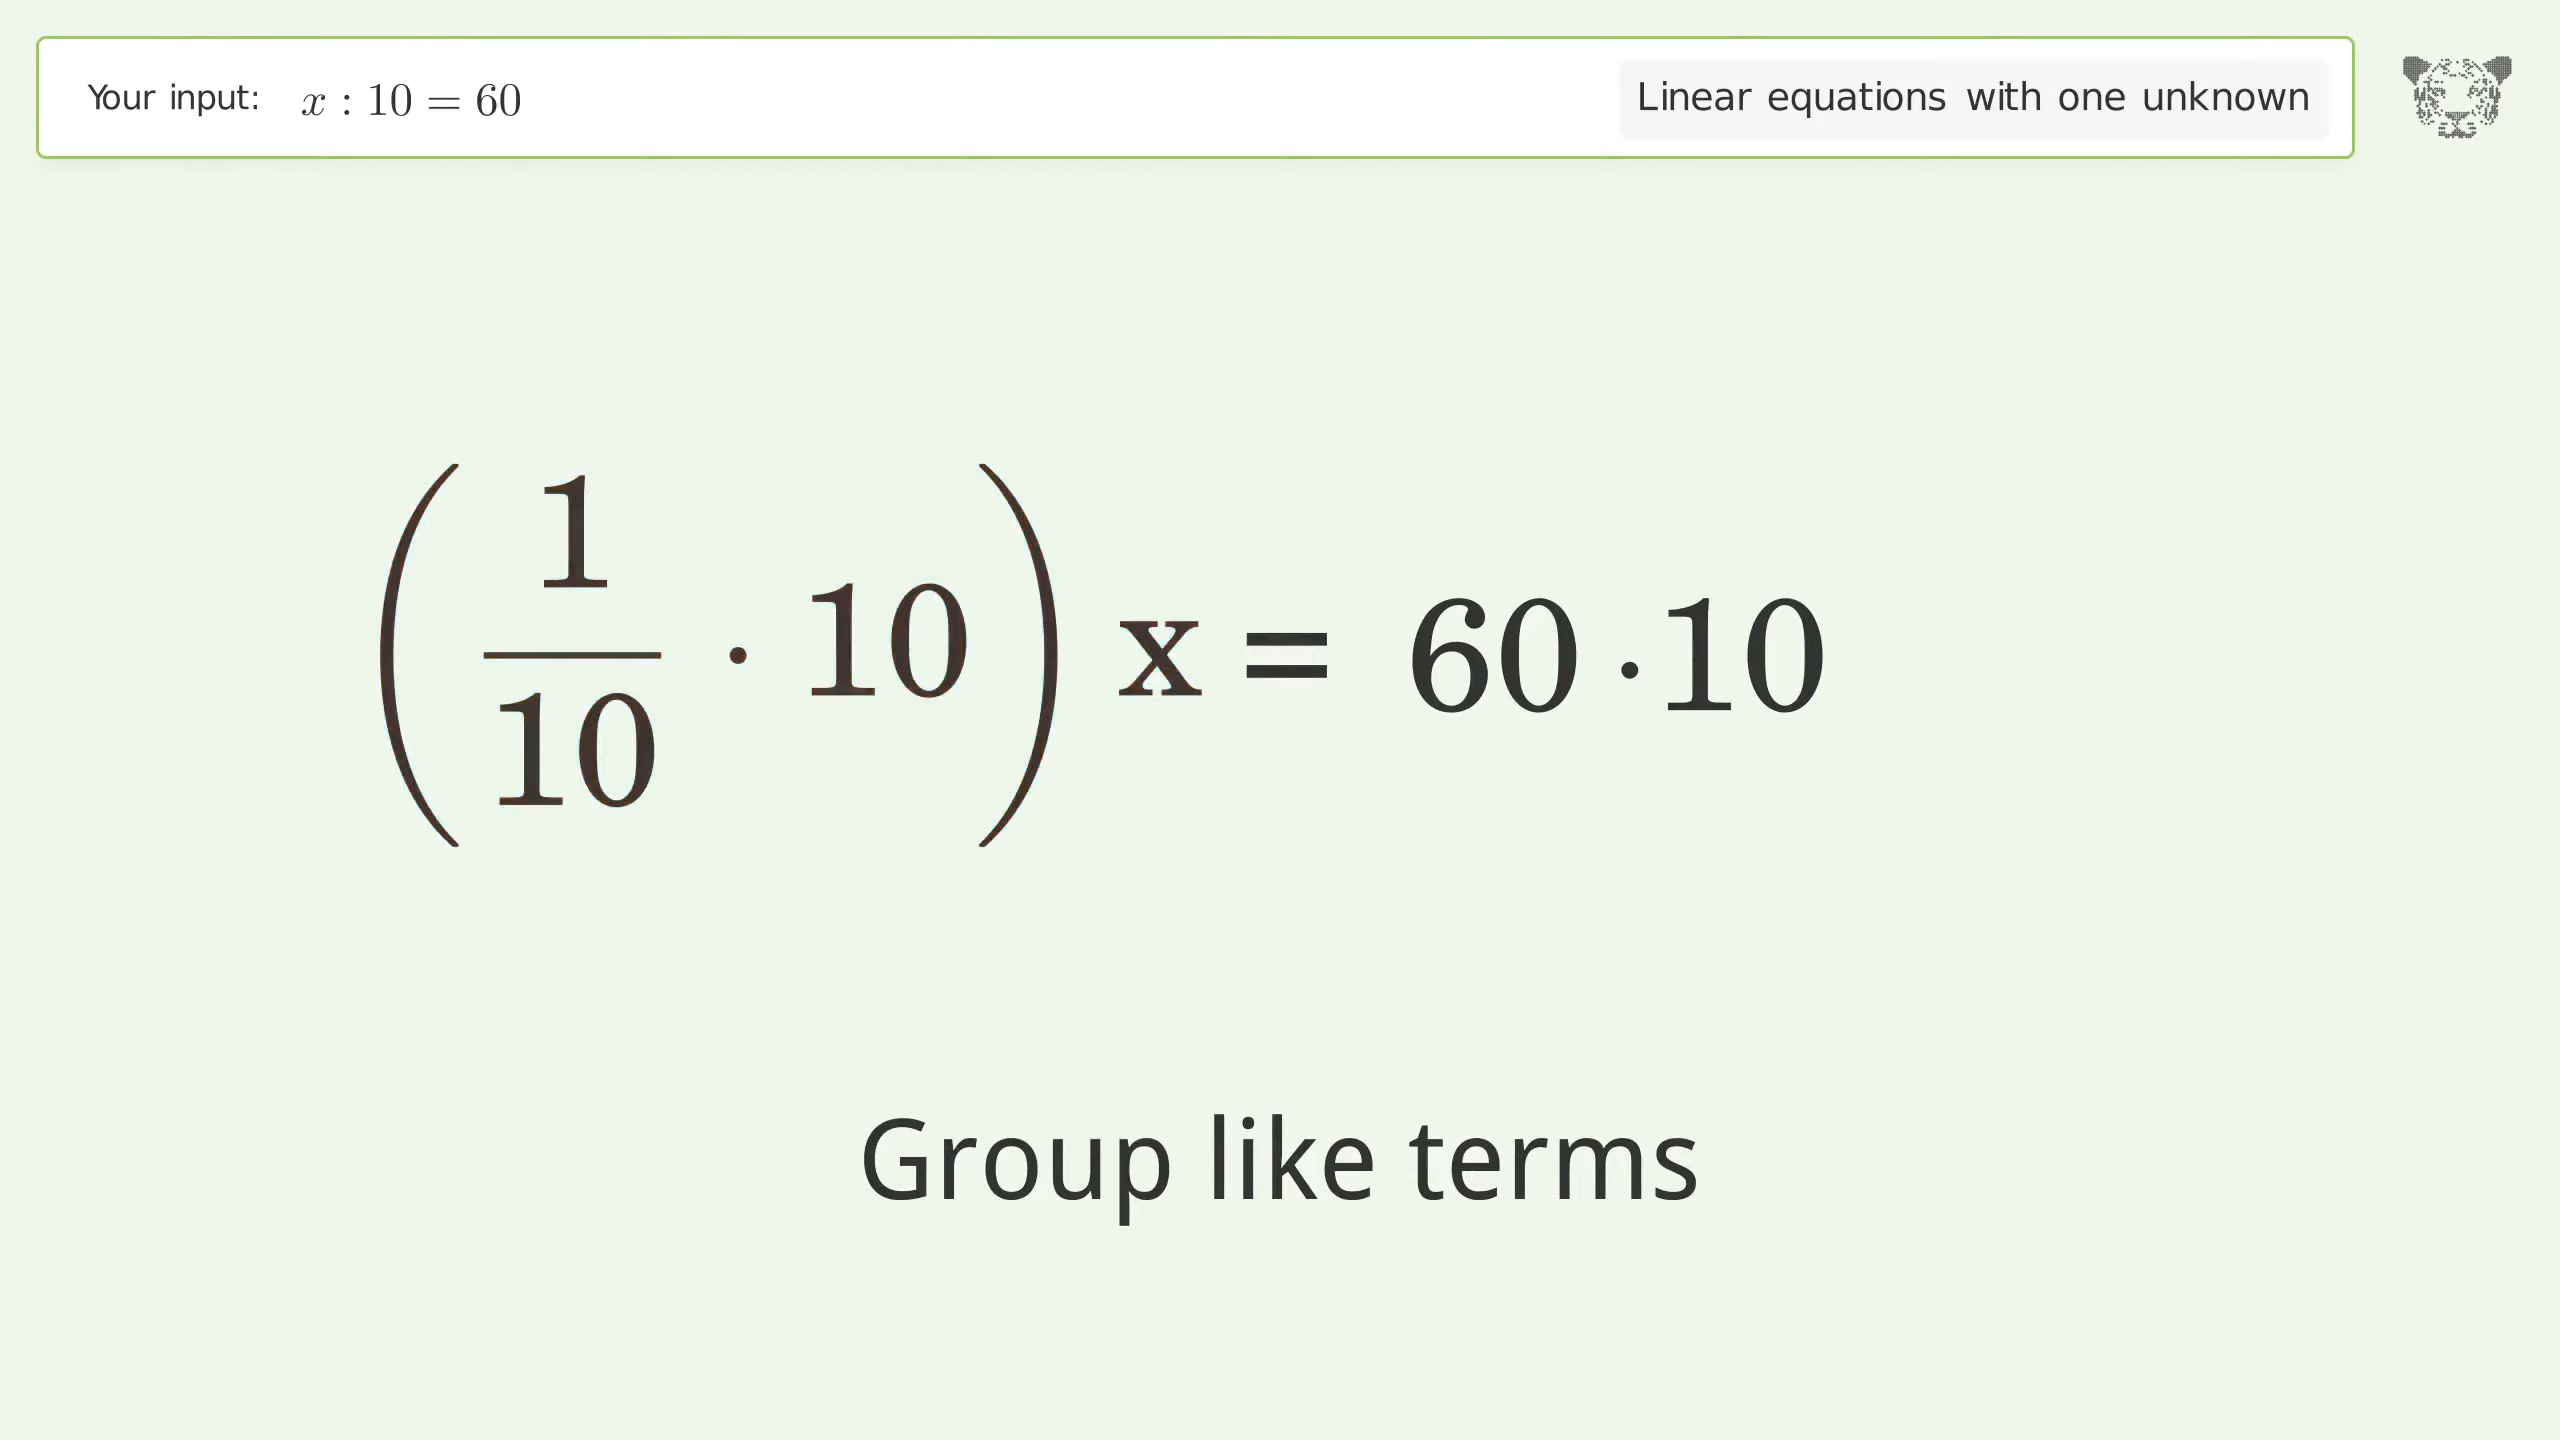 Your input: x : 10 = 60
Linear equations with one unknown
(1/10 · 10) x = 60 · 10
Group like terms